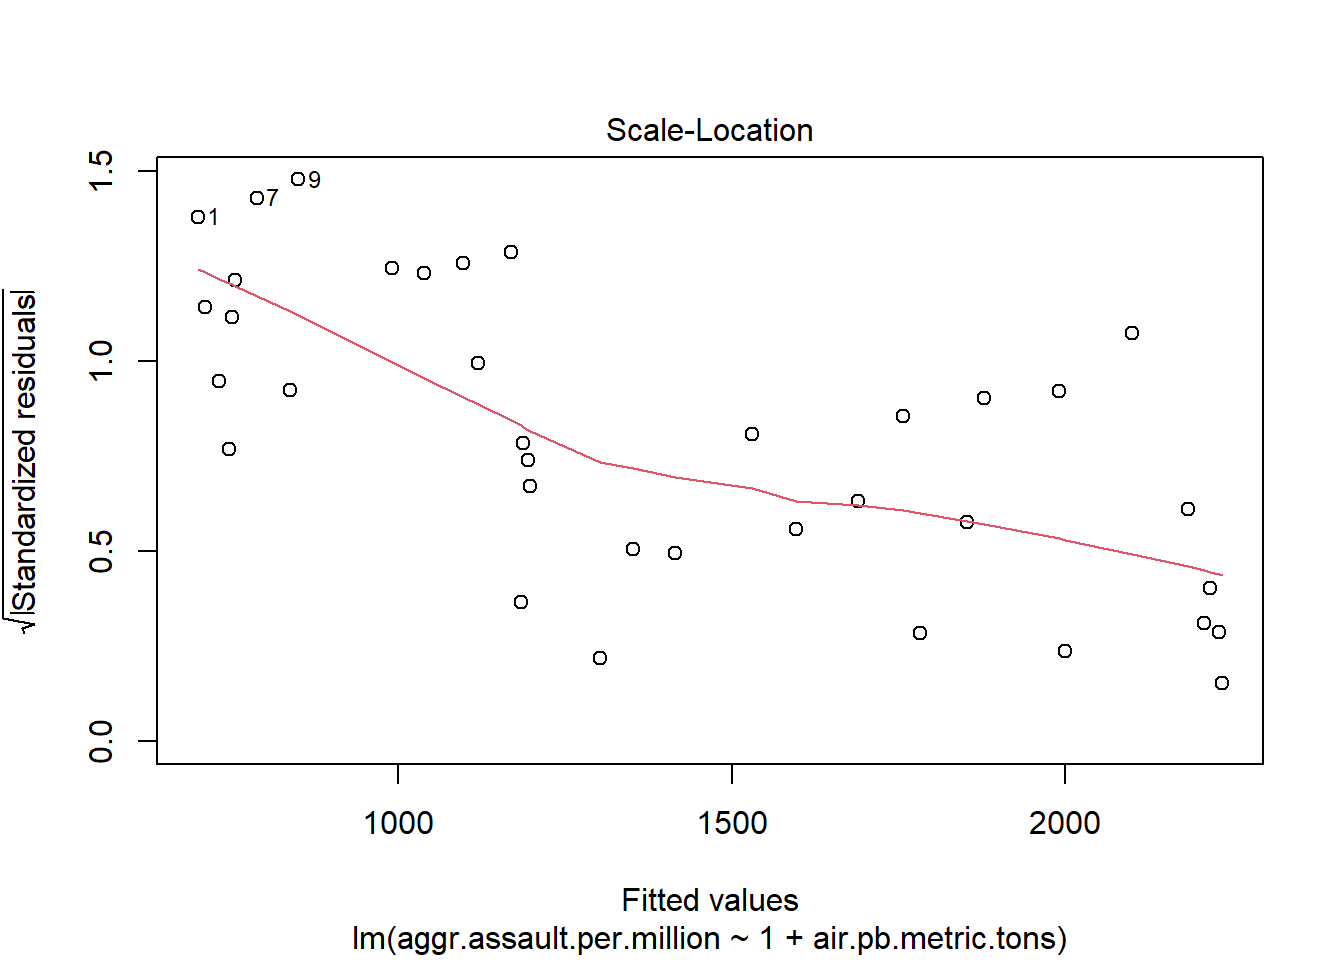 Scale-Location
√|Standardized residuals|
1.5
1.0
0.5
0.0
1
7
9
1000 1500 2000
Fitted values
lm(aggr.assault.per.million ~ 1 + air.pb.metric.tons)